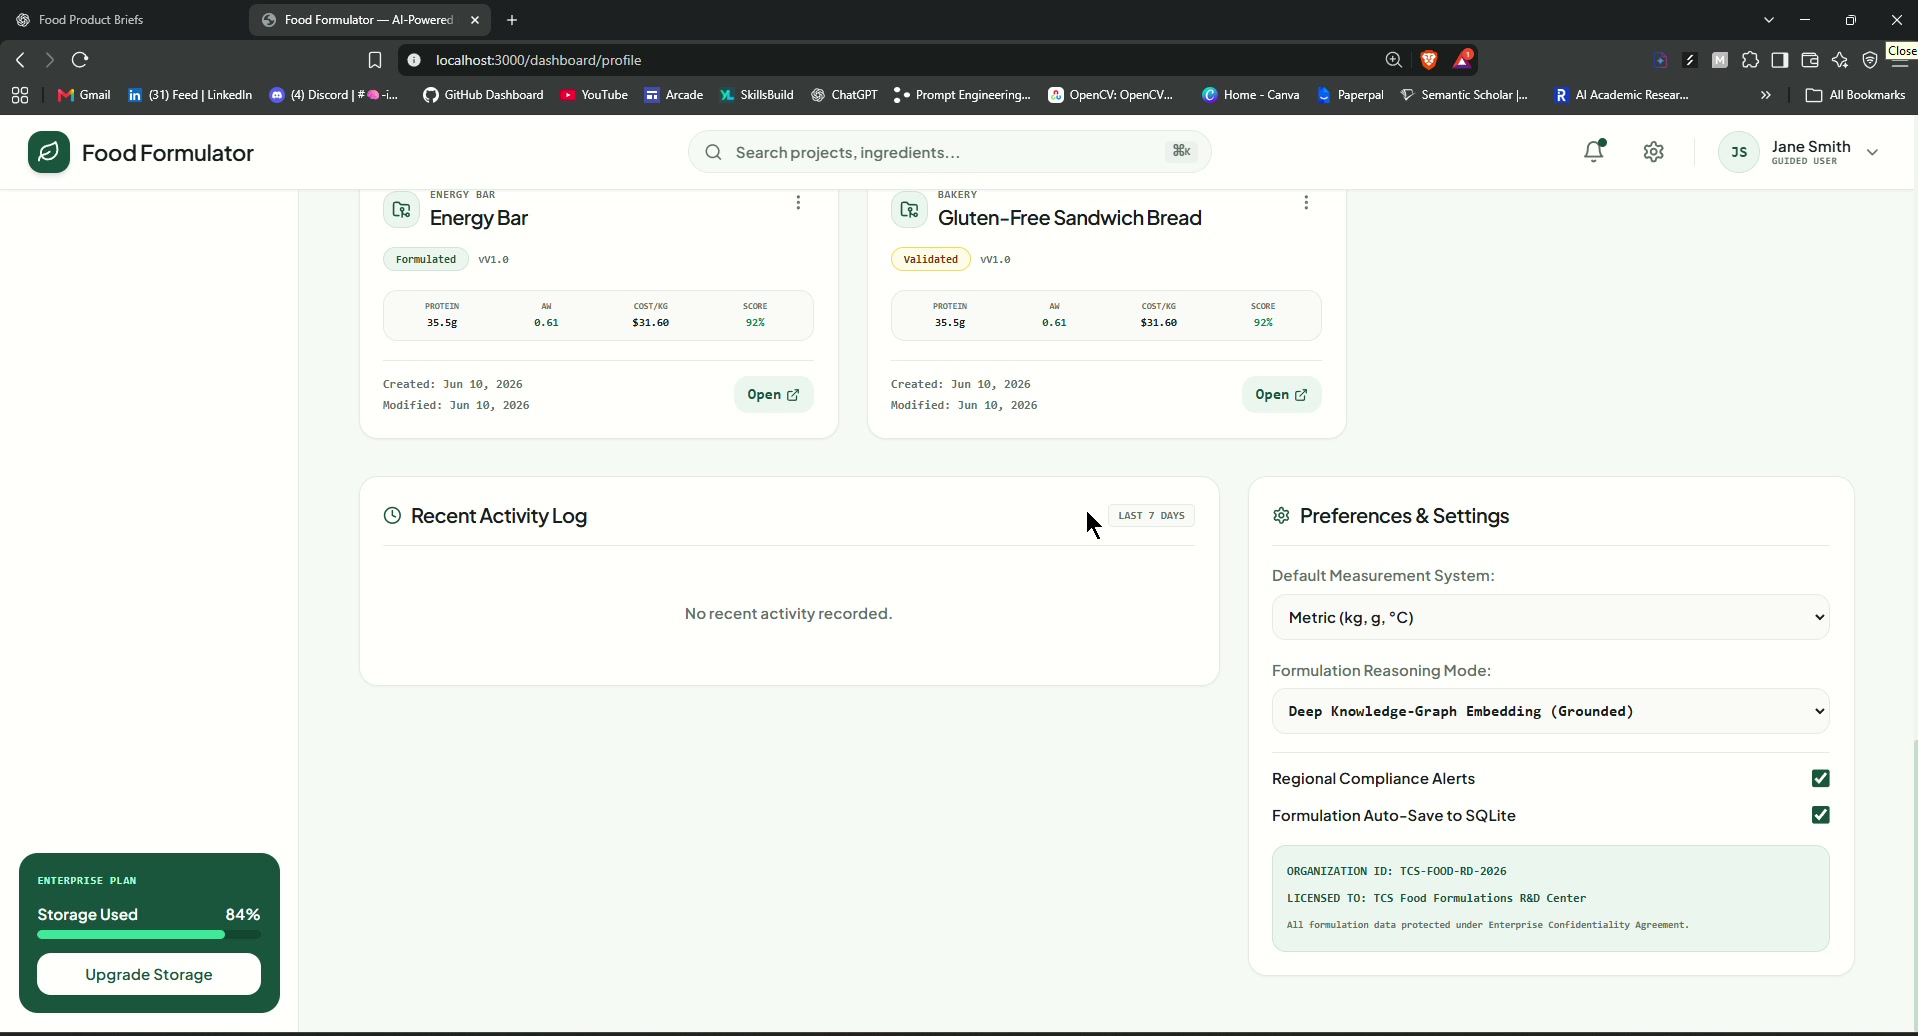 Food Product Briefs
Food Formulator — AI-Powered
localhost:3000/dashboard/profile
1
Close
Gmail
(31) Feed | LinkedIn
(4) Discord | #🧠-i...
GitHub Dashboard
YouTube
Arcade
SkillsBuild
ChatGPT
Prompt Engineering...
OpenCV: OpenCV...
Home - Canva
Paperpal
Semantic Scholar |...
AI Academic Resear...
All Bookmarks
Food Formulator
Search projects, ingredients...
⌘K
JS
Jane Smith
GUIDED USER
ENERGY BAR
Energy Bar
Formulated vV1.0
PROTEIN AW COST/KG SCORE
35.5g 0.61 $31.60 92%
Created: Jun 10, 2026
Modified: Jun 10, 2026
Open
BAKERY
Gluten-Free Sandwich Bread
Validated vV1.0
PROTEIN AW COST/KG SCORE
35.5g 0.61 $31.60 92%
Created: Jun 10, 2026
Modified: Jun 10, 2026
Open
Recent Activity Log
LAST 7 DAYS
No recent activity recorded.
Preferences & Settings
Default Measurement System:
Metric (kg, g, °C)
Formulation Reasoning Mode:
Deep Knowledge-Graph Embedding (Grounded)
Regional Compliance Alerts
Formulation Auto-Save to SQLite
ORGANIZATION ID: TCS-FOOD-RD-2026
LICENSED TO: TCS Food Formulations R&D Center
All formulation data protected under Enterprise Confidentiality Agreement.
ENTERPRISE PLAN
Storage Used 84%
Upgrade Storage